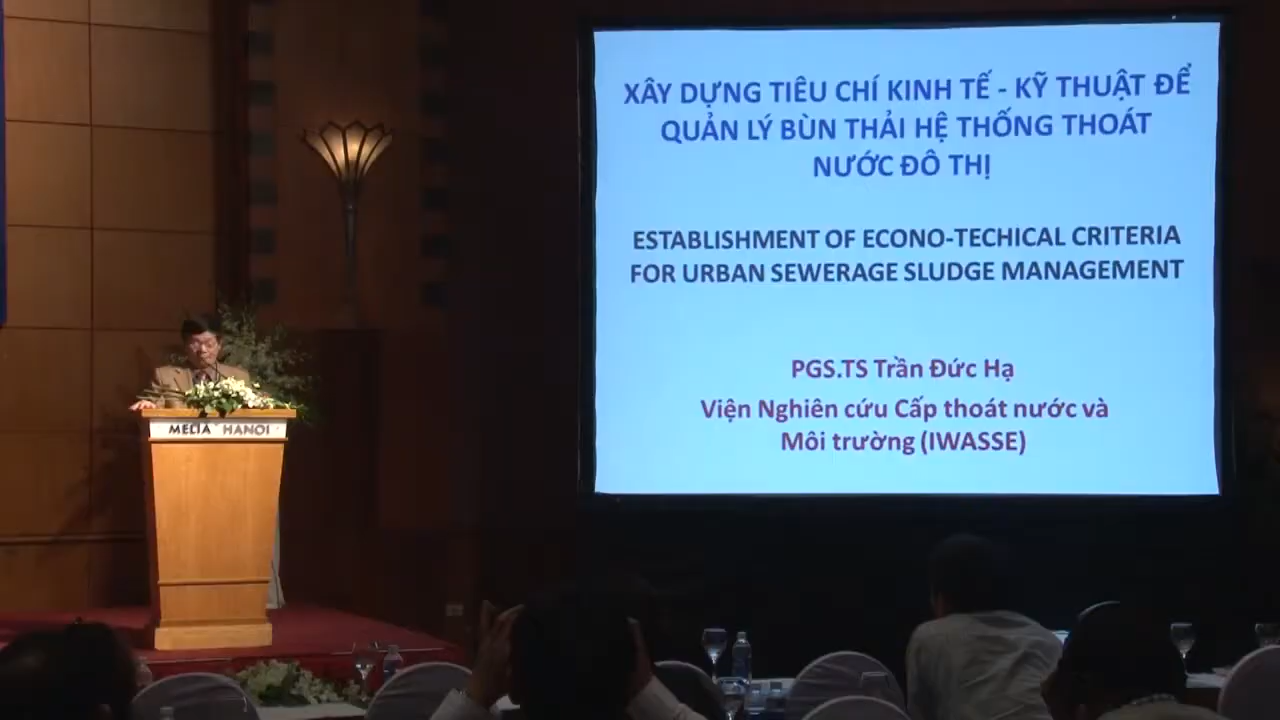 XÂY DỰNG TIÊU CHÍ KINH TẾ - KỸ THUẬT ĐỂ
QUẢN LÝ BÙN THẢI HỆ THỐNG THOÁT
NƯỚC ĐÔ THỊ
ESTABLISHMENT OF ECONO-TECHICAL CRITERIA
FOR URBAN SEWERAGE SLUDGE MANAGEMENT
PGS.TS Trần Đức Hạ
Viện Nghiên cứu Cấp thoát nước và
Môi trường (IWASSE)
MELIA HANOI